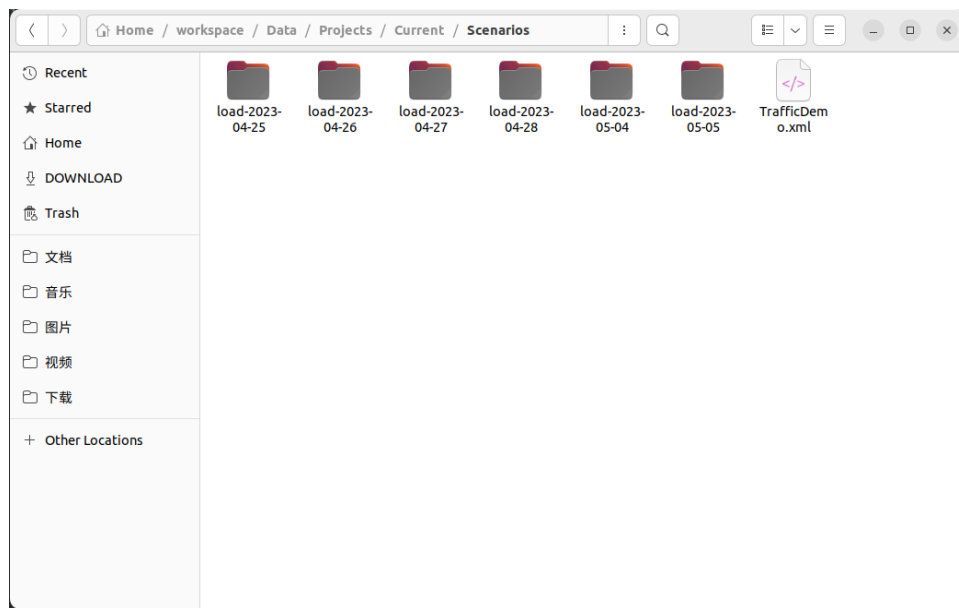 Home / workspace / Data / Projects / Current / Scenarios
Recent
Starred
Home
DOWNLOAD
Trash
文档
音乐
图片
视频
下载
Other Locations
load-2023-
04-25
load-2023-
04-26
load-2023-
04-27
load-2023-
04-28
load-2023-
05-04
load-2023-
05-05
</>
TrafficDem
o.xml